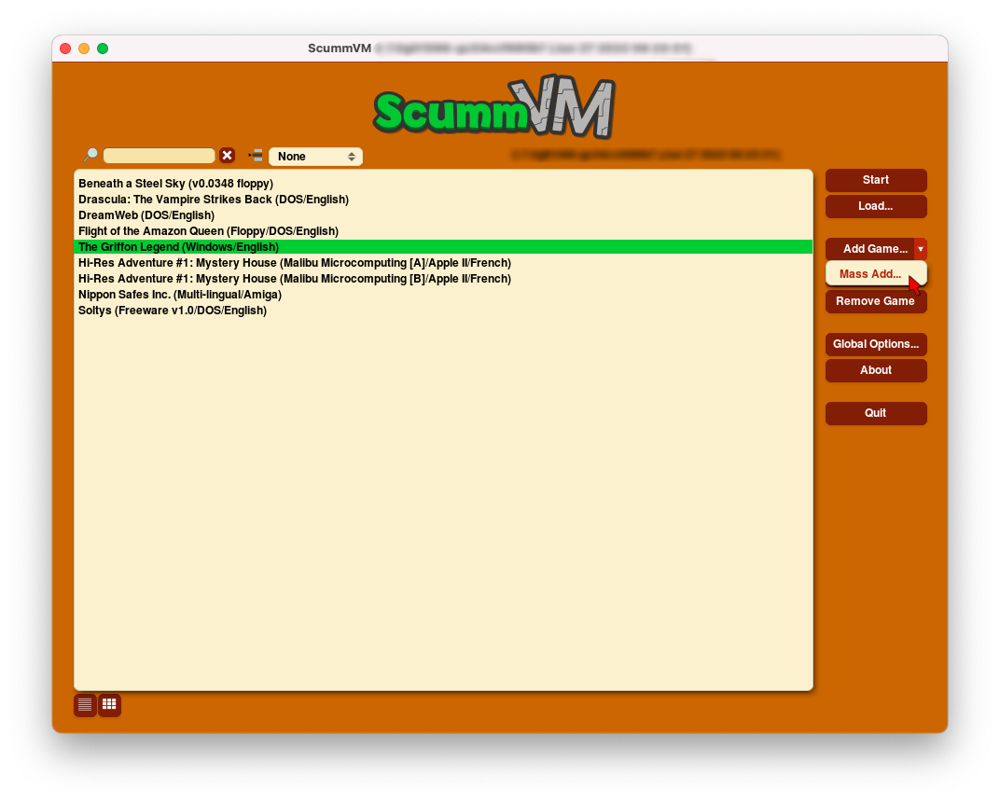 ScummVM
ScummVM
None
Beneath a Steel Sky (v0.0348 floppy)
Drascula: The Vampire Strikes Back (DOS/English)
DreamWeb (DOS/English)
Flight of the Amazon Queen (Floppy/DOS/English)
The Griffon Legend (Windows/English)
Hi-Res Adventure #1: Mystery House (Malibu Microcomputing [A]/Apple II/French)
Hi-Res Adventure #1: Mystery House (Malibu Microcomputing [B]/Apple II/French)
Nippon Safes Inc. (Multi-lingual/Amiga)
Soltys (Freeware v1.0/DOS/English)
Start
Load...
Add Game...
Mass Add...
Remove Game
Global Options...
About
Quit